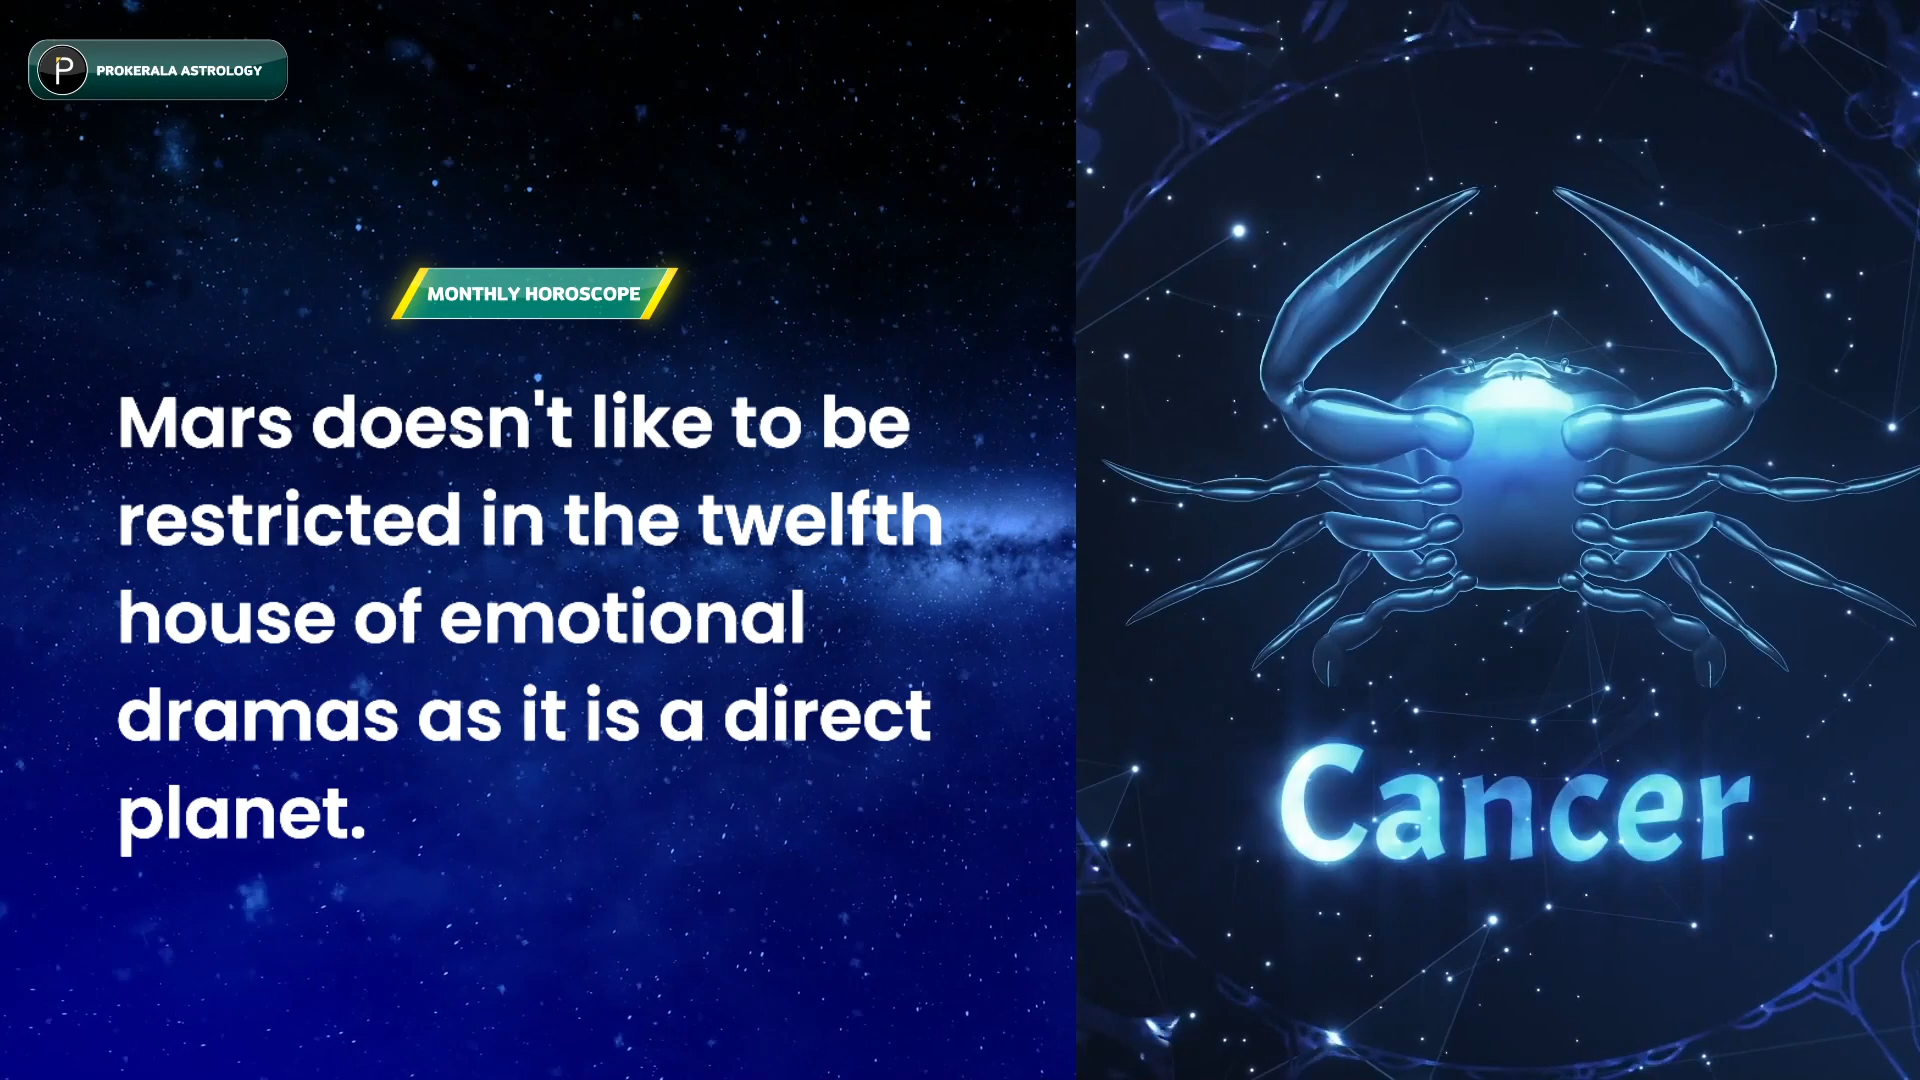 PROKERALA ASTROLOGY
MONTHLY HOROSCOPE
Mars doesn't like to be
restricted in the twelfth
house of emotional
dramas as it is a direct
planet.
Cancer